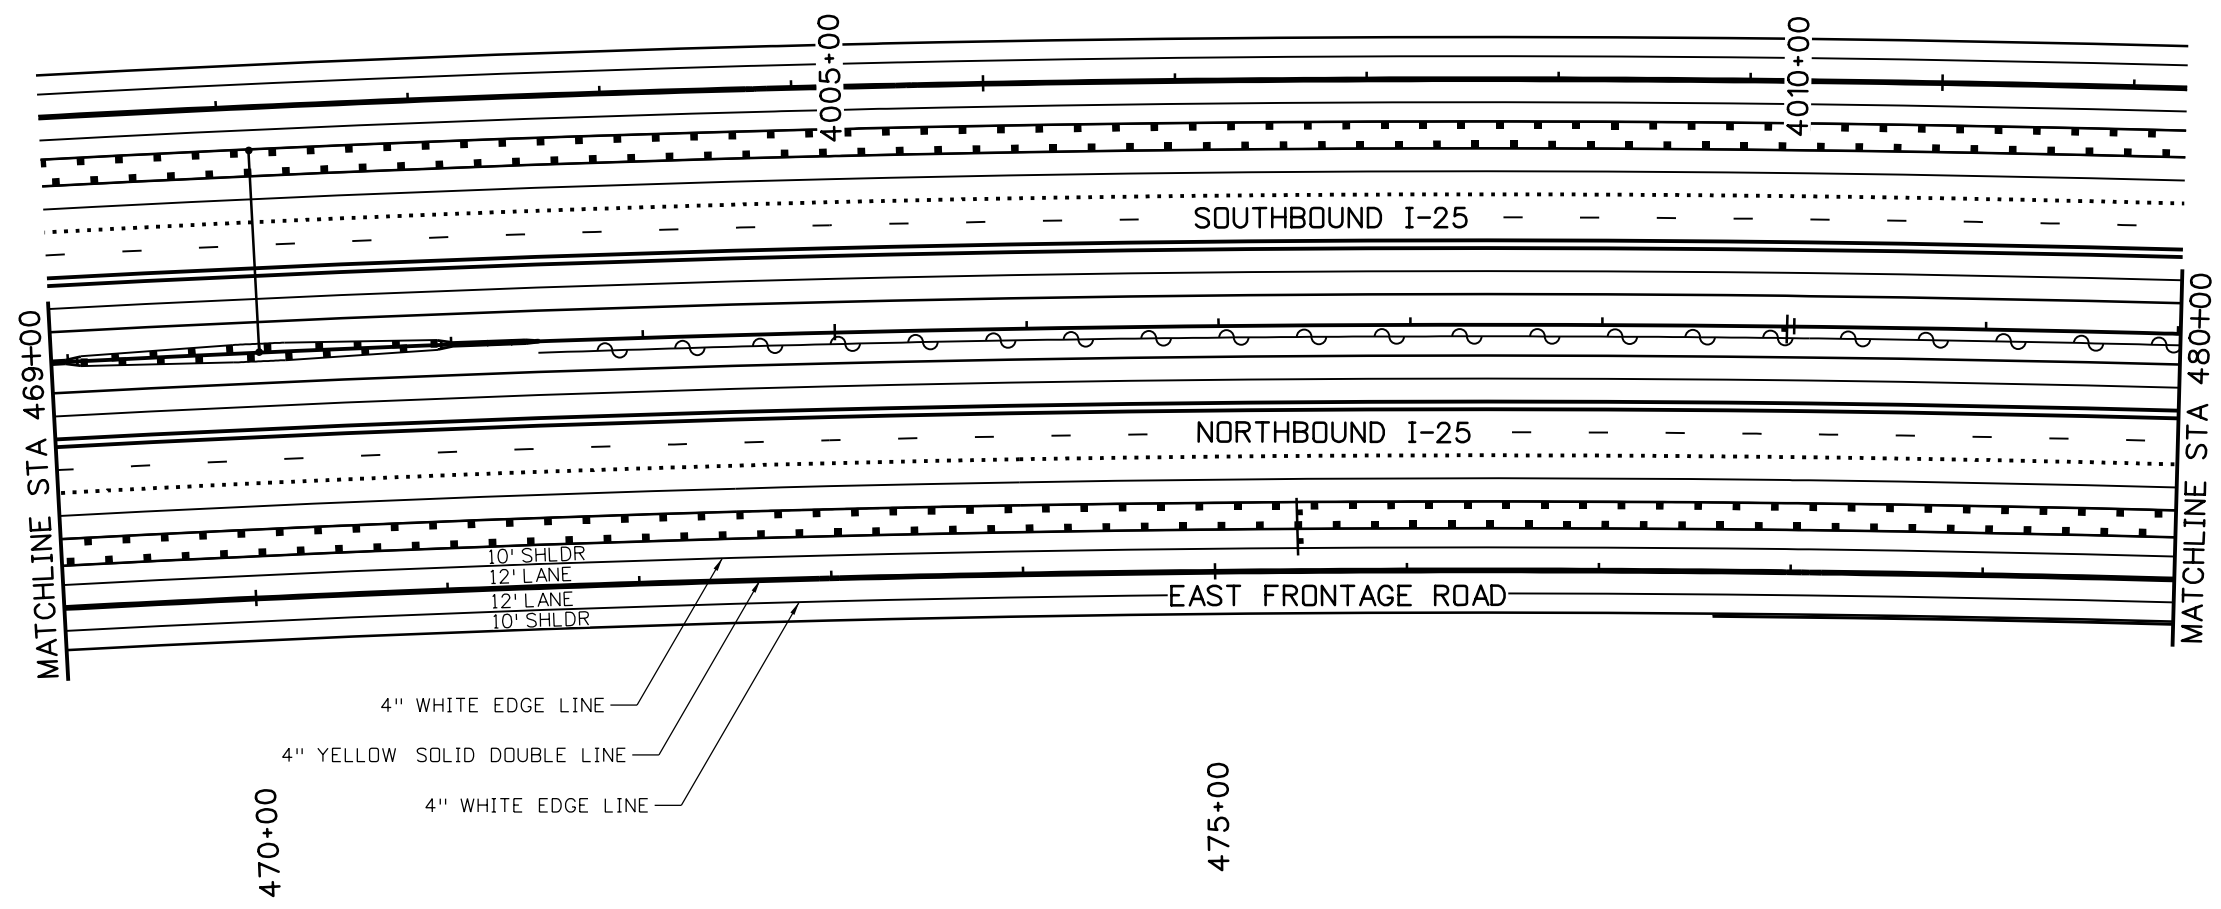 4005+00
4010+00
SOUTHBOUND I-25
MATCHLINE STA 469+00
MATCHLINE STA 480+00
NORTHBOUND I-25
10' SHLDR
12' LANE
12' LANE
10' SHLDR
EAST FRONTAGE ROAD
4" WHITE EDGE LINE
4" YELLOW SOLID DOUBLE LINE
4" WHITE EDGE LINE
470+00
475+00